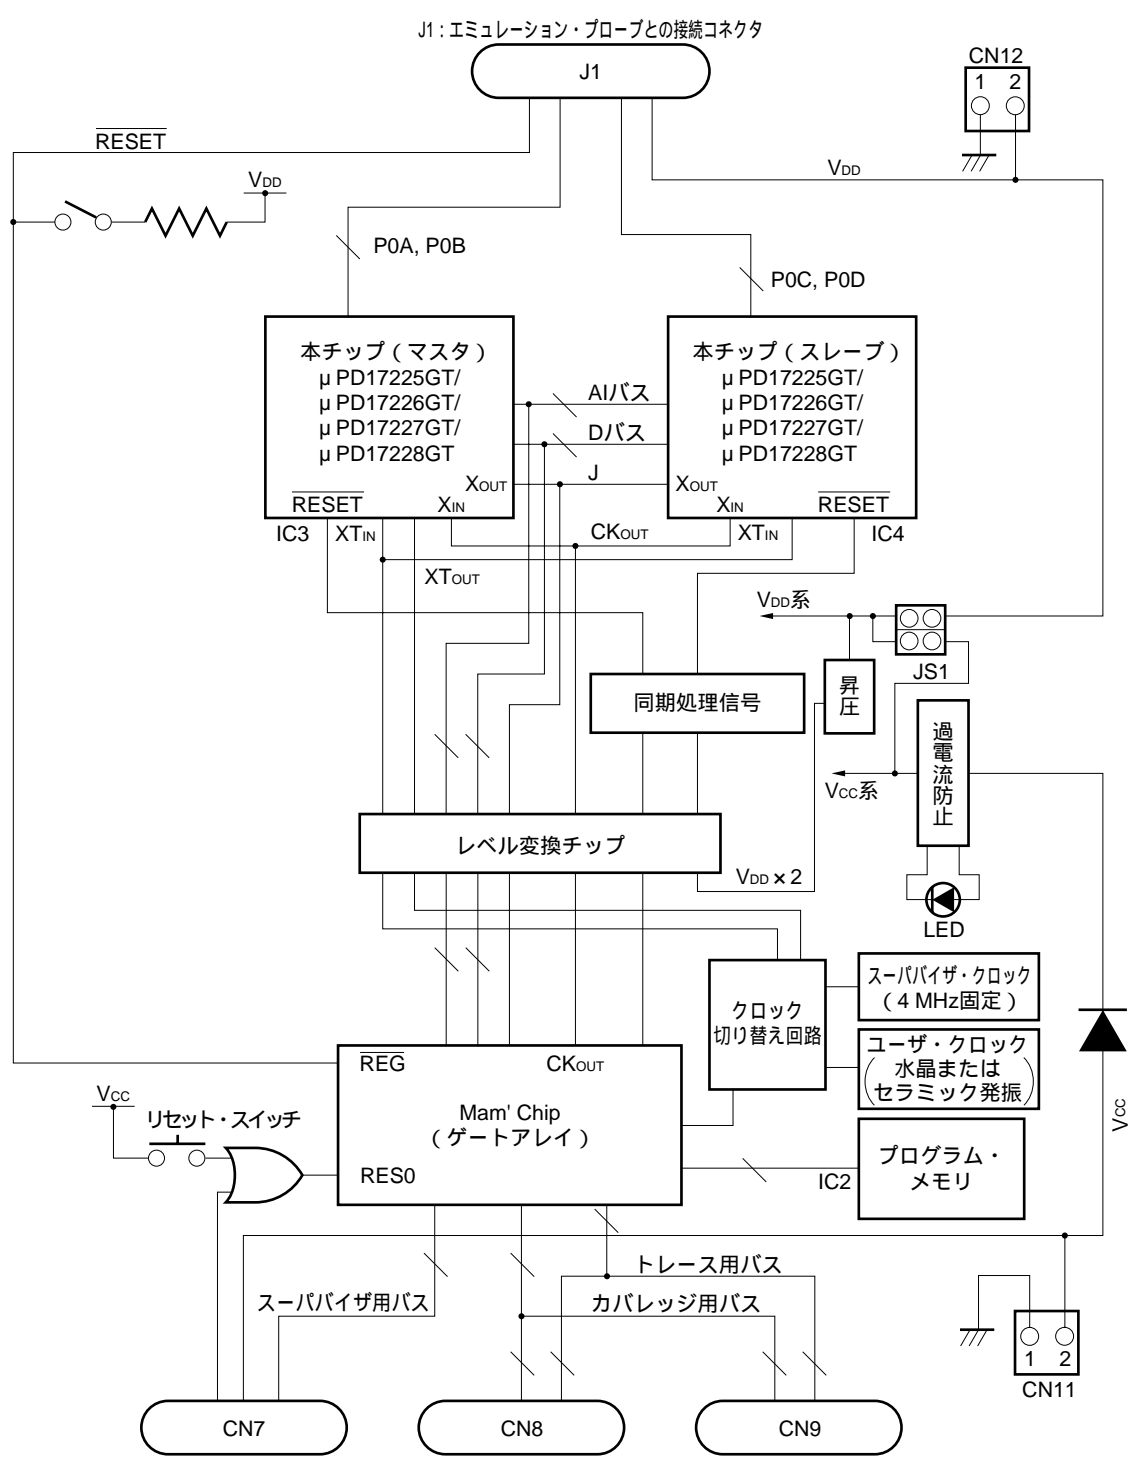 J1：エミュレーション・プローブとの接続コネクタ
J1
CN12
1 2
RESET
VDD
VDD
P0A, P0B
P0C, P0D
本チップ（マスタ）
μPD17225GT/
μPD17226GT/
μPD17227GT/
μPD17228GT
XOUT
RESET
XIN
IC3
XTIN
AIバス
Dバス
J
本チップ（スレーブ）
μPD17225GT/
μPD17226GT/
μPD17227GT/
μPD17228GT
XOUT
XIN
RESET
CKOUT
XTIN
IC4
XTOUT
VDD系
JS1
昇圧
同期処理信号
過電流防止
VCC系
レベル変換チップ
VDD×2
LED
クロック
切り替え回路
スーパバイザ・クロック
（4 MHz固定）
ユーザ・クロック
（水晶または
セラミック発振）
REG
CKOUT
Mam' Chip
（ゲートアレイ）
RES0
VCC
リセット・スイッチ
VCC
IC2
プログラム・
メモリ
トレース用バス
スーパバイザ用バス
カバレッジ用バス
1 2
CN11
CN7
CN8
CN9